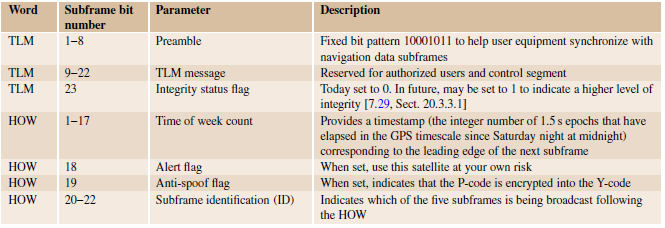 Word Subframe bit number Parameter Description
TLM 1–8 Preamble Fixed bit pattern 10001011 to help user equipment synchronize with
navigation data subframes
TLM 9–22 TLM message Reserved for authorized users and control segment
TLM 23 Integrity status flag Today set to 0. In future, may be set to 1 to indicate a higher level of
integrity [7.29, Sect. 20.3.3.1]
HOW 1–17 Time of week count Provides a timestamp (the integer number of 1.5 s epochs that have
elapsed in the GPS timescale since Saturday night at midnight)
corresponding to the leading edge of the next subframe
HOW 18 Alert flag When set, use this satellite at your own risk
HOW 19 Anti-spoof flag When set, indicates that the P-code is encrypted into the Y-code
HOW 20–22 Subframe identification (ID) Indicates which of the five subframes is being broadcast following
the HOW